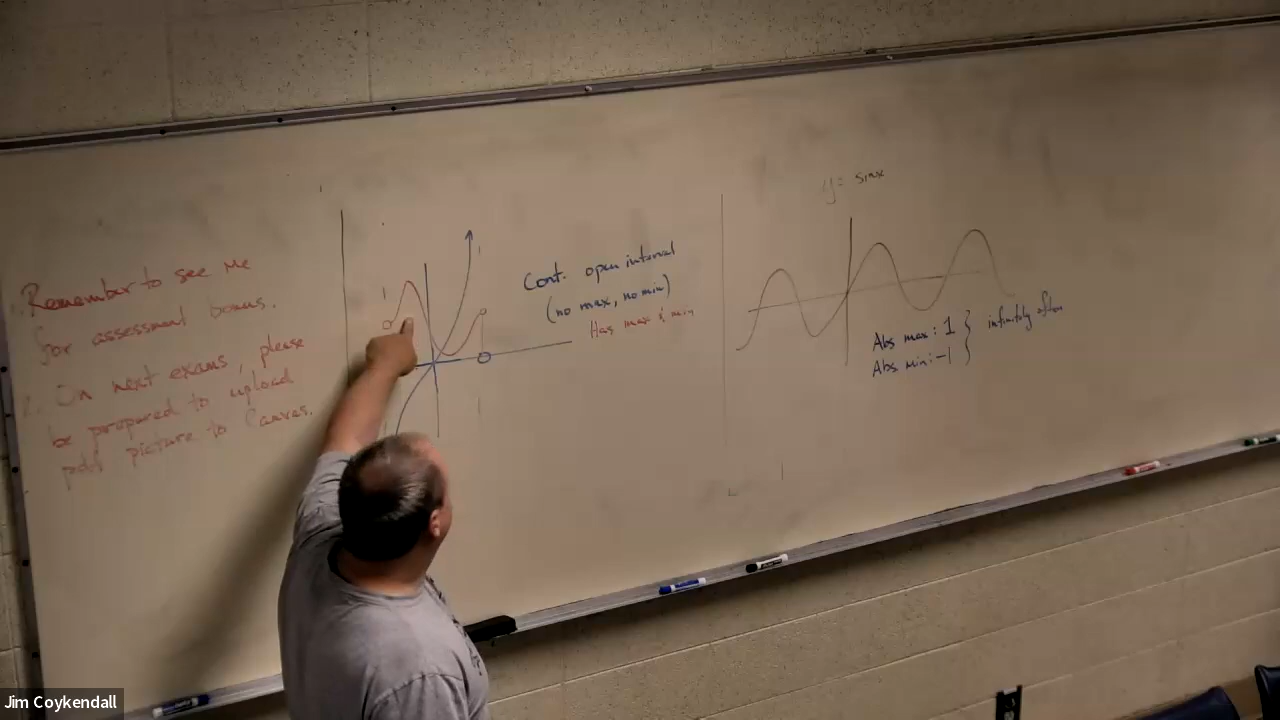 1. Remember to see me
for assessment bonus.
2. On next exams, please
be prepared to upload
pdf/ picture to Canvas.
Cont. open interval
(no max, no min)
Has max & min
y = sinx
Abs max: 1
Abs min: -1
infinitely often
Jim Coykendall